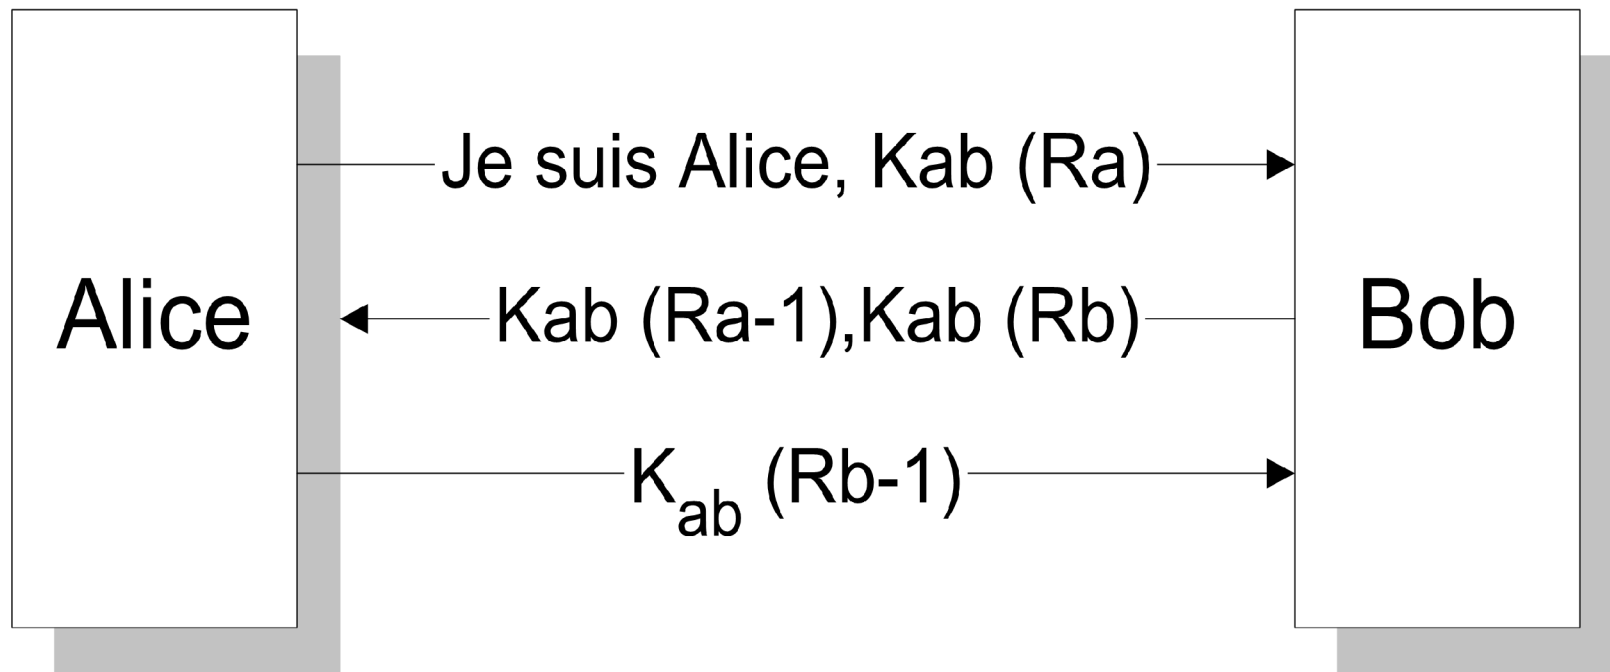 Je suis Alice, Kab (Ra)
Alice
Kab (Ra-1),Kab (Rb)
Bob
Kab (Rb-1)